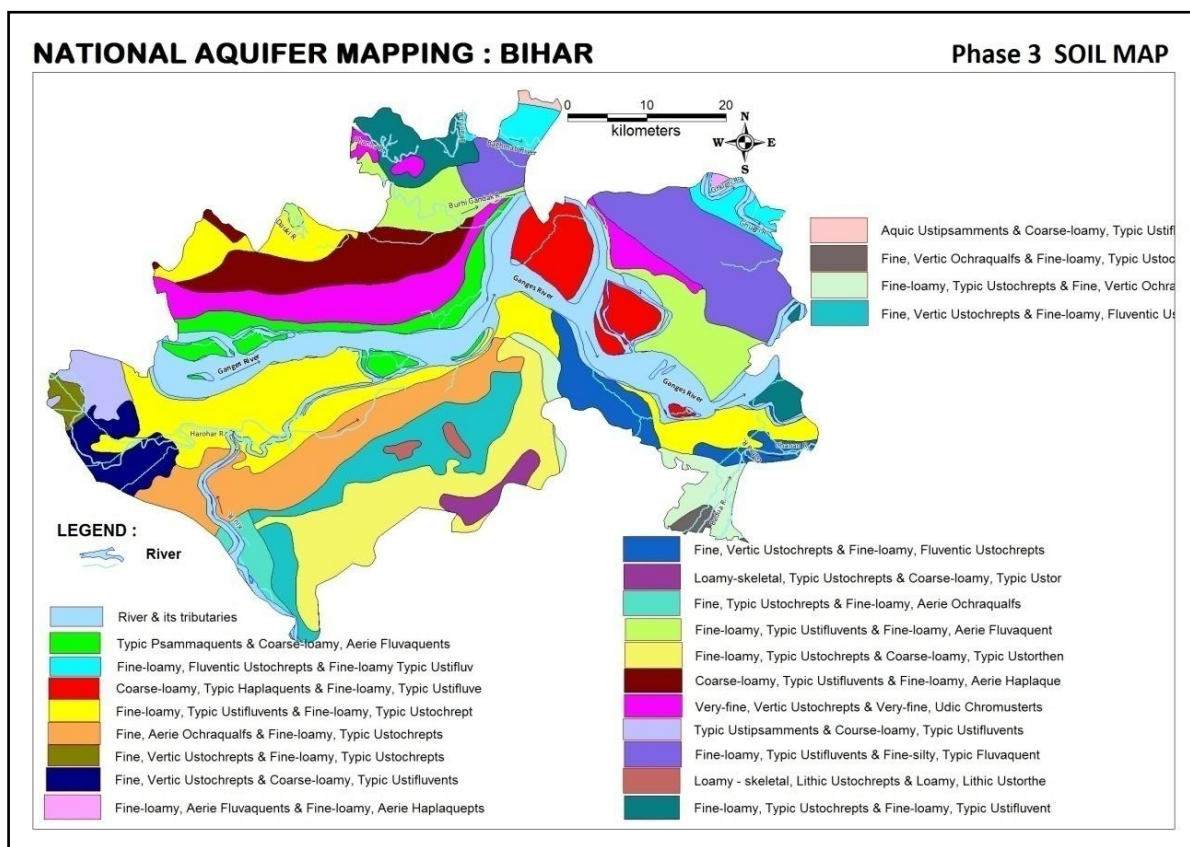 NATIONAL AQUIFER MAPPING : BIHAR
Phase 3 SOIL MAP
0 10 20
kilometers
N
W E
S
Burhi Gandak R.
Ganges River
Ganges River
Ganges River
Harohar R.
Aquic Ustipsamments & Coarse-loamy, Typic Ustifl
Fine, Vertic Ochraqualfs & Fine-loamy, Typic Ustoc
Fine-loamy, Typic Ustochrepts & Fine, Vertic Ochra
Fine, Vertic Ustochrepts & Fine-loamy, Fluventic Us
LEGEND :
River
River & its tributaries
Typic Psammaquents & Coarse-loamy, Aerie Fluvaquents
Fine-loamy, Fluventic Ustochrepts & Fine-loamy Typic Ustifluv
Coarse-loamy, Typic Haplaquents & Fine-loamy, Typic Ustifluve
Fine-loamy, Typic Ustifluvents & Fine-loamy, Typic Ustochrept
Fine, Aerie Ochraqualfs & Fine-loamy, Typic Ustochrepts
Fine, Vertic Ustochrepts & Fine-loamy, Typic Ustochrepts
Fine, Vertic Ustochrepts & Coarse-loamy, Typic Ustifluvents
Fine-loamy, Aerie Fluvaquents & Fine-loamy, Aerie Haplaquepts
Fine, Vertic Ustochrepts & Fine-loamy, Fluventic Ustochrepts
Loamy-skeletal, Typic Ustochrepts & Coarse-loamy, Typic Ustor
Fine, Typic Ustochrepts & Fine-loamy, Aerie Ochraqualfs
Fine-loamy, Typic Ustifluvents & Fine-loamy, Aerie Fluvaquent
Fine-loamy, Typic Ustochrepts & Coarse-loamy, Typic Ustorthen
Coarse-loamy, Typic Ustifluvents & Fine-loamy, Aerie Haplaque
Very-fine, Vertic Ustochrepts & Very-fine, Udic Chromusterts
Typic Ustipsamments & Course-loamy, Typic Ustifluvents
Fine-loamy, Typic Ustifluvents & Fine-silty, Typic Fluvaquent
Loamy - skeletal, Lithic Ustochrepts & Loamy, Lithic Ustorthe
Fine-loamy, Typic Ustochrepts & Fine-loamy, Typic Ustifluvent